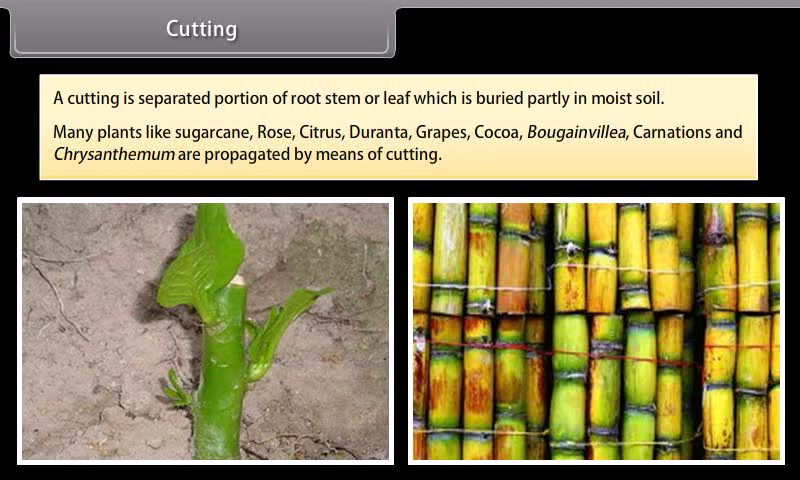 Cutting
A cutting is separated portion of root stem or leaf which is buried partly in moist soil.
Many plants like sugarcane, Rose, Citrus, Duranta, Grapes, Cocoa, Bougainvillea, Carnations and
Chrysanthemum are propagated by means of cutting.